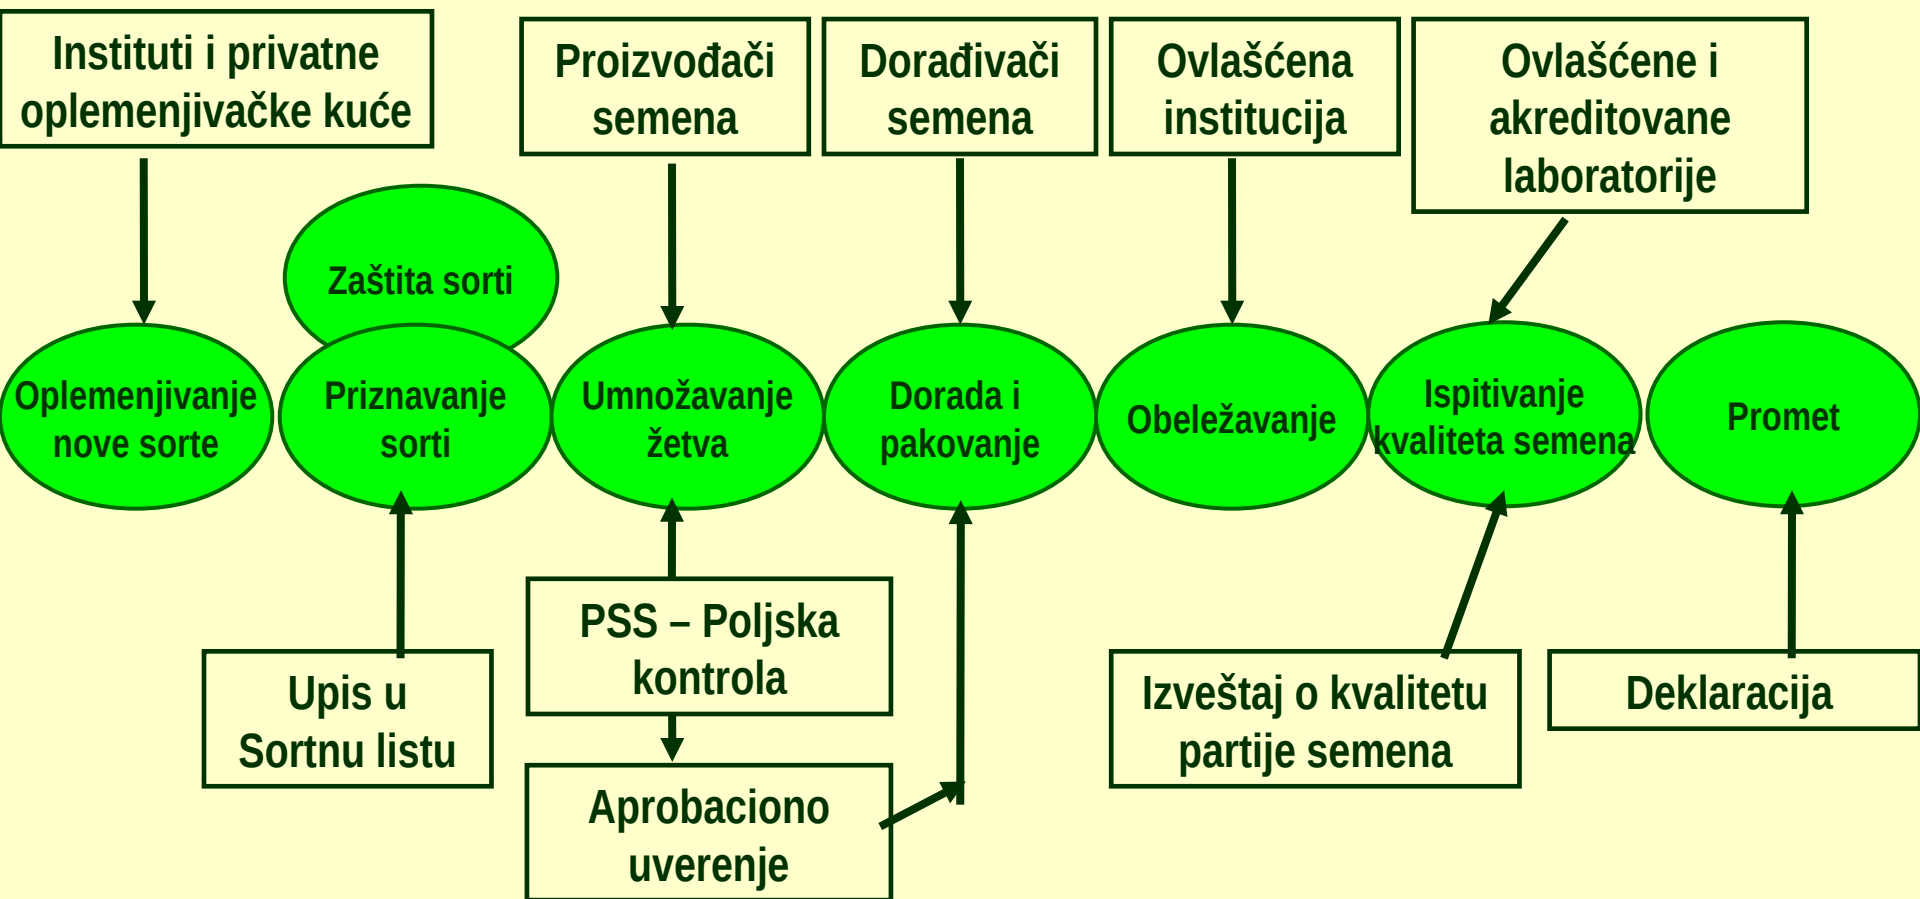 Instituti i privatne
oplemenjivačke kuće
Proizvođači
semena
Dorađivači
semena
Ovlašćena
institucija
Ovlašćene i
akreditovane
laboratorije
Zaštita sorti
Oplemenjivanje
nove sorte
Priznavanje
sorti
Umnožavanje
žetva
Dorada i
pakovanje
Obeležavanje
Ispitivanje
kvaliteta semena
Promet
Upis u
Sortnu listu
PSS – Poljska
kontrola
Aprobaciono
uverenje
Izveštaj o kvalitetu
partije semena
Deklaracija